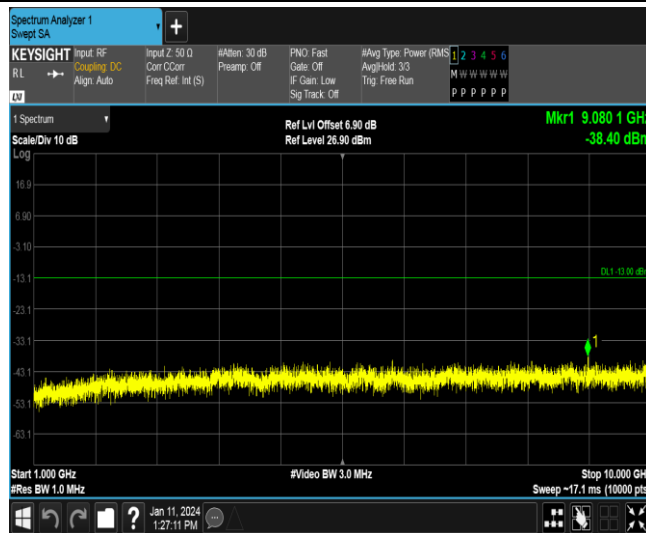 Spectrum Analyzer 1
Swept SA
+
KEYSIGHT
RL
Input: RF
Coupling: DC
Align: Auto
Input Z: 50 Ω
Corr CCorr
Freq Ref: Int (S)
#Atten: 30 dB
Preamp: Off
PNO: Fast
Gate: Off
IF Gain: Low
Sig Track: Off
#Avg Type: Power (RMS
Avg|Hold: 3/3
Trig: Free Run
1 2 3 4 5 6
M W W W W W
P P P P P P
1 Spectrum
Scale/Div 10 dB
Log
Ref Lvl Offset 6.90 dB
Ref Level 26.90 dBm
Mkr1 9.080 1 GHz
-38.40 dBm
16.9
6.90
-3.10
-13.1
DL1 -13.00 dBm
-23.1
-33.1
1
-43.1
-53.1
-63.1
Start 1.000 GHz
#Res BW 1.0 MHz
#Video BW 3.0 MHz
Stop 10.000 GH
Sweep ~17.1 ms (10000 pts
?
Jan 11, 2024
1:27:11 PM